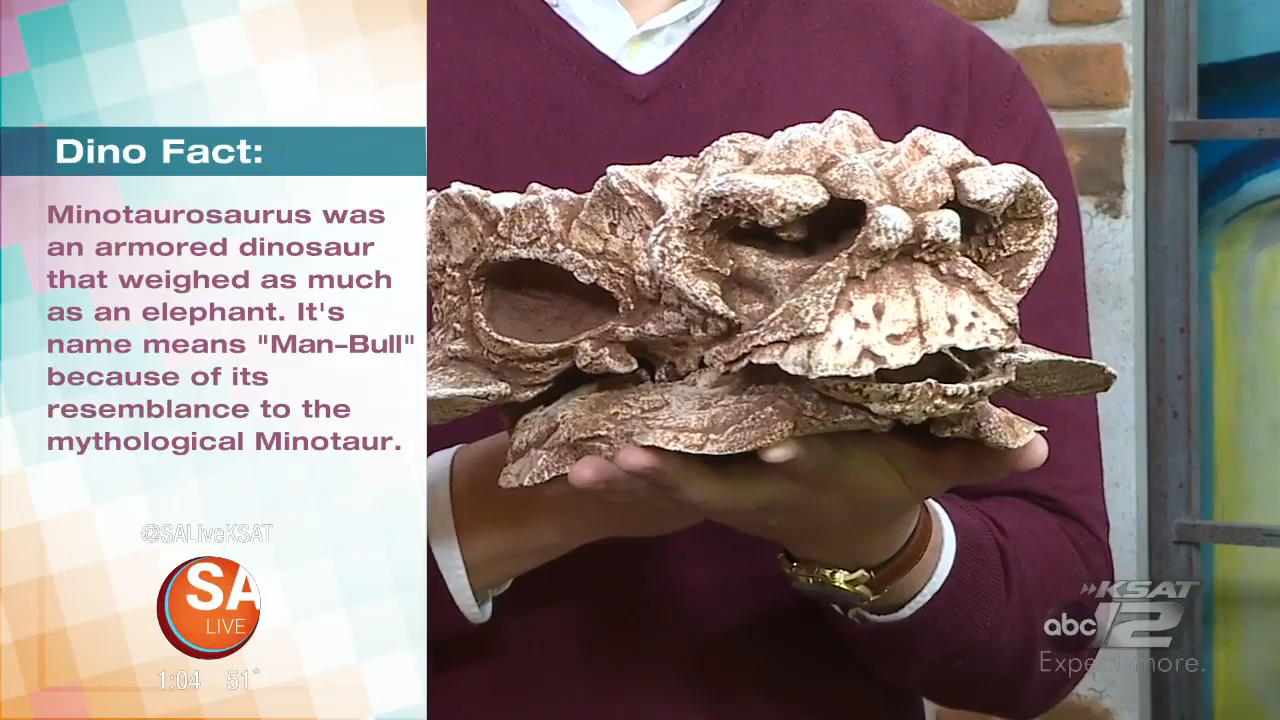 Dino Fact:
Minotaurosaurus was
an armored dinosaur
that weighed as much
as an elephant. It's
name means "Man-Bull"
because of its
resemblance to the
mythological Minotaur.
@SALiveKSAT
SA
LIVE
1:04 51°
KSAT
abc 12
Expect more.